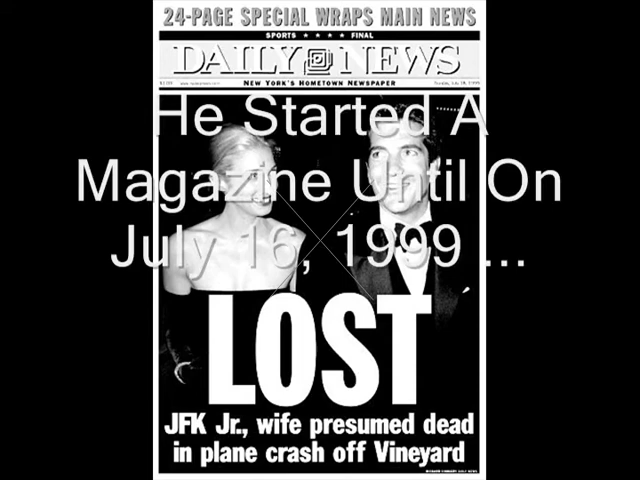 24-PAGE SPECIAL WRAPS MAIN NEWS
SPORTS ★ ★ ★ ★ FINAL
DAILY NEWS
NEW YORK'S HOMETOWN NEWSPAPER
He Started A
Magazine Until On
July 16, 1999 ...
LOST
JFK Jr., wife presumed dead
in plane crash off Vineyard